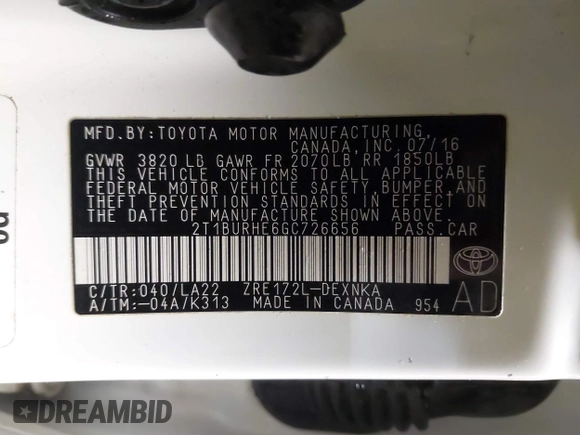 MFD.BY:TOYOTA MOTOR MANUFACTURING,
CANADA,INC.07/16
GVWR 3820 LB GAWR FR 2070LB RR 1850LB
THIS VEHICLE CONFORMS TO ALL APPLICABLE
FEDERAL MOTOR VEHICLE SAFETY,BUMPER,AND
THEFT PREVENTION STANDARDS IN EFFECT ON
THE DATE OF MANUFACTURE SHOWN ABOVE.
2T1BURHE6GC726656 PASS.CAR
C/TR:040/LA22 ZRE172L-DEXNKA
A/TM:-04A/K313 MADE IN CANADA 954 AD
DREAMBID